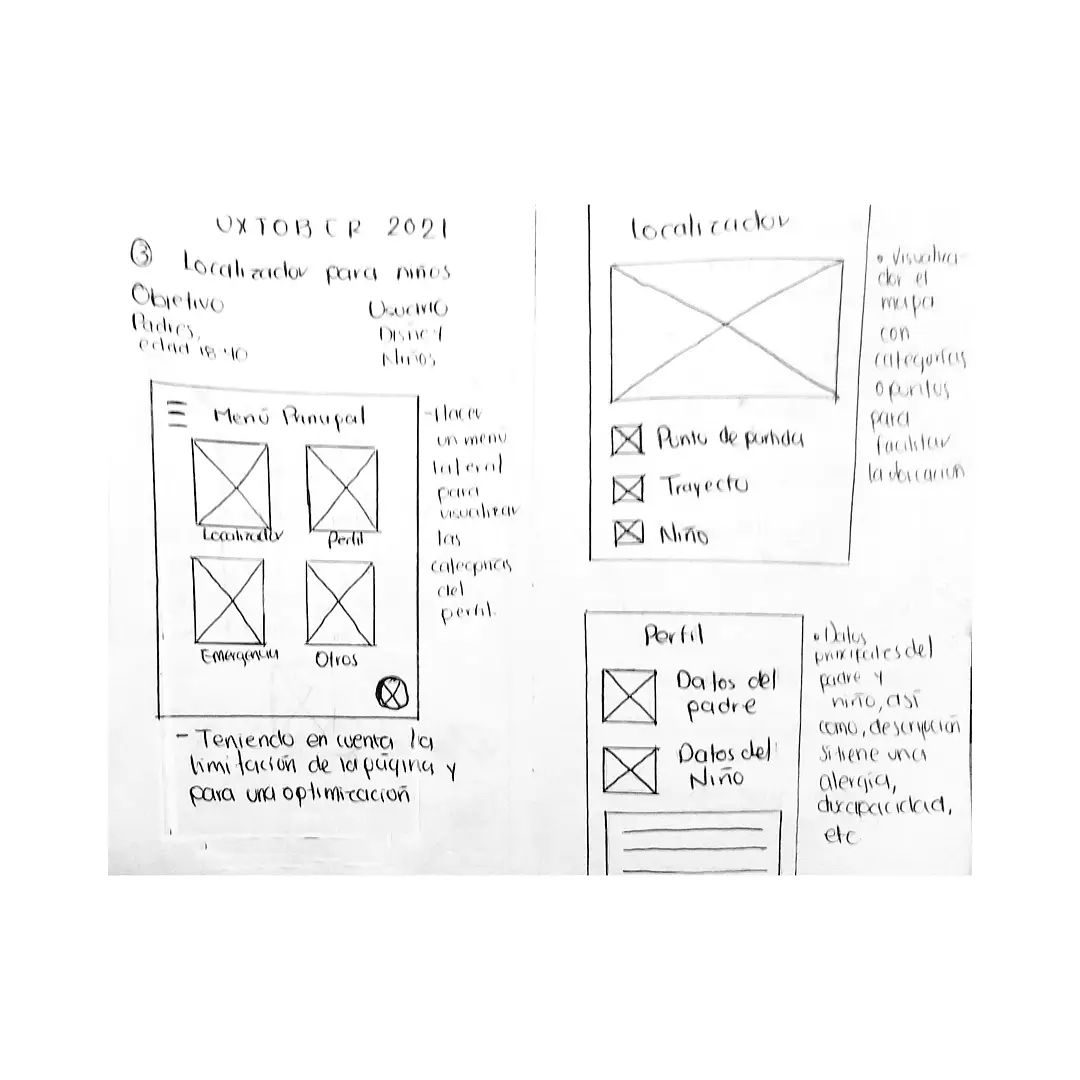 UXTOBER 2021
③ Localizador para niños
Objetivo
Padres,
edad 18-40
Usuario
Disney
Niños
Menú Principal
Localizador
Perfil
Emergencia
Otros
-Hacer
un menú
lateral
para
visualizar
las
categorias
del
perfil.
- Teniendo en cuenta la
limitación de la página y
para una optimización
Localizador
Punto de partida
Trayecto
Niño
• Visualiza-
dor el
mapa
con
categorías
o puntos
para
facilitar
la ubicación
Perfil
Datos del
padre
Datos del
Niño
• Datos
principales del
padre y
niño, así
como, descripción
si tiene una
alergia,
discapacidad,
etc.